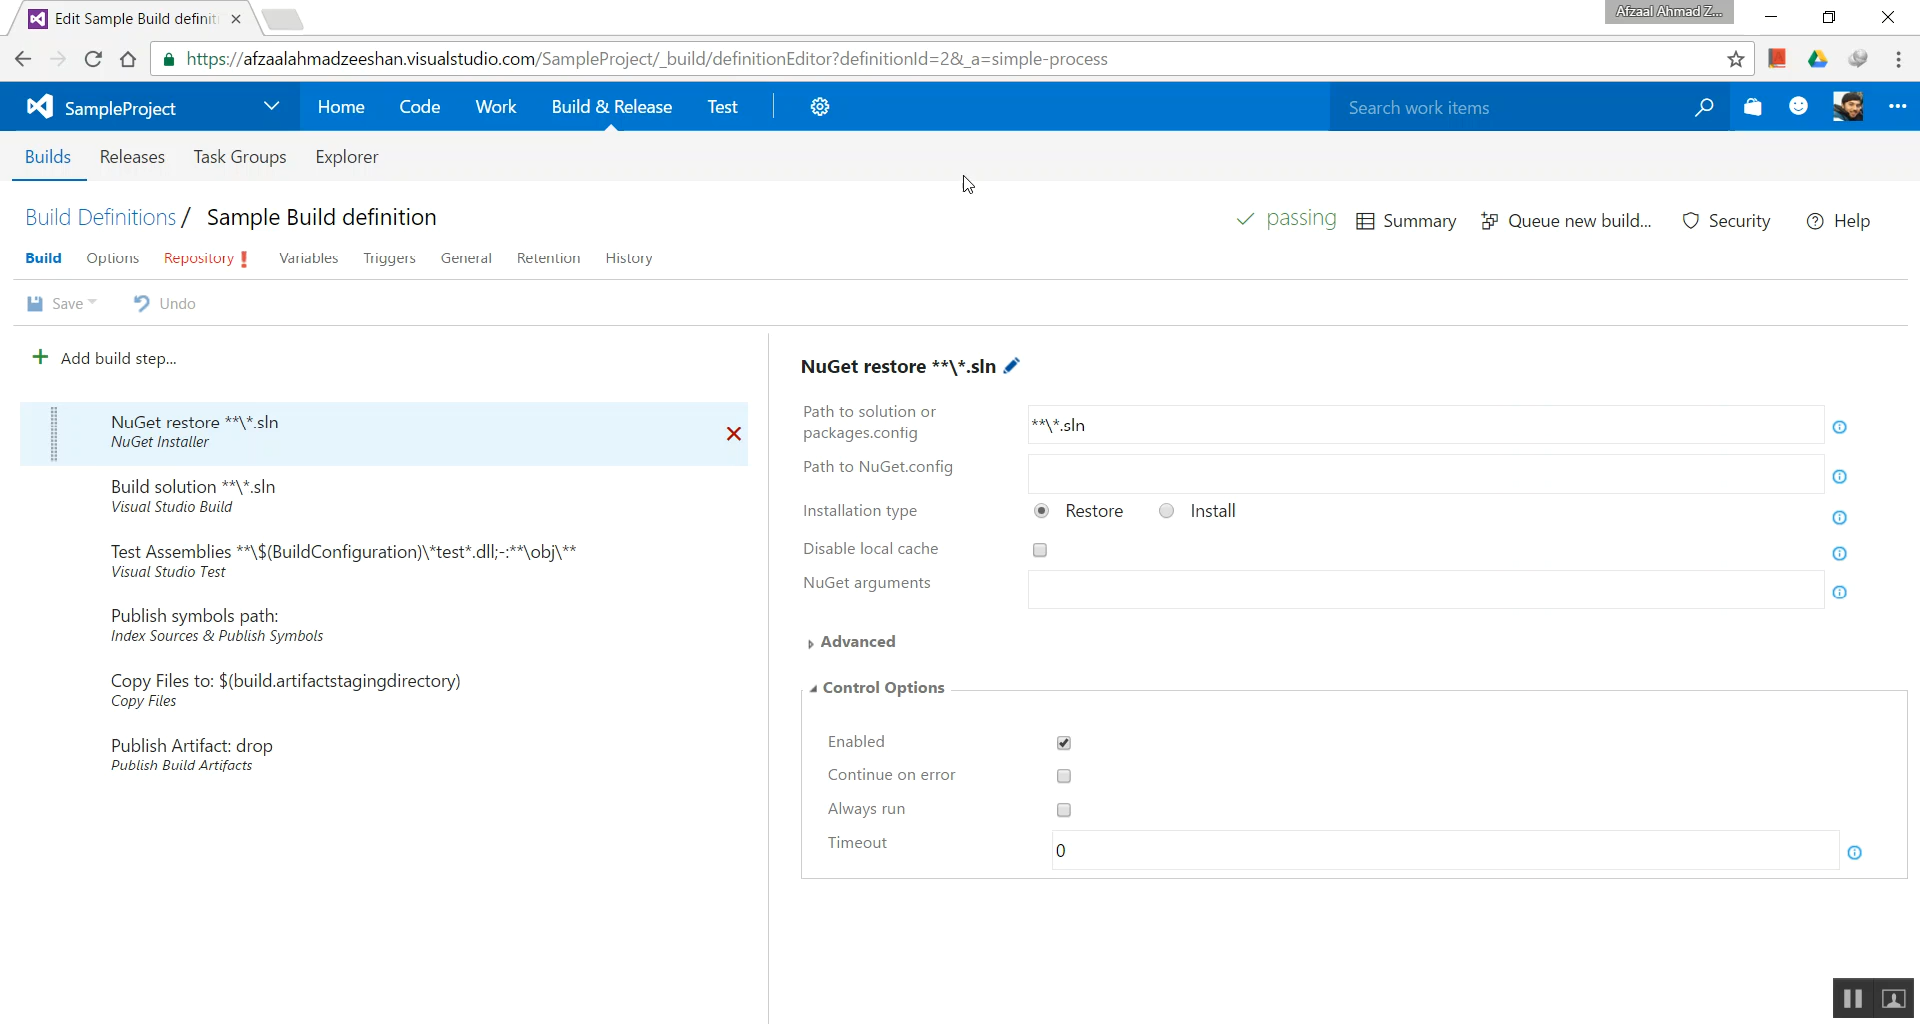 Edit Sample Build definit
Afzaal Ahmad Z...
https://afzaalahmadzeeshan.visualstudio.com/SampleProject/_build/definitionEditor?definitionId=2&_a=simple-process
SampleProject
Home Code Work Build & Release Test
Search work items
Builds Releases Task Groups Explorer
Build Definitions / Sample Build definition
passing Summary Queue new build... Security Help
Build Options Repository ! Variables Triggers General Retention History
Save Undo
+ Add build step...
NuGet restore **\*.sln
NuGet Installer
Build solution **\*.sln
Visual Studio Build
Test Assemblies **\$(BuildConfiguration)\*test*.dll;-:**\obj\**
Visual Studio Test
Publish symbols path:
Index Sources & Publish Symbols
Copy Files to: $(build.artifactstagingdirectory)
Copy Files
Publish Artifact: drop
Publish Build Artifacts
NuGet restore **\*.sln
Path to solution or
packages.config
**\*.sln
Path to NuGet.config
Installation type Restore Install
Disable local cache
NuGet arguments
Advanced
Control Options
Enabled
Continue on error
Always run
Timeout 0